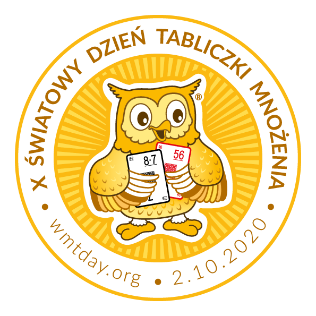 X ŚWIATOWY DZIEŃ TABLICZKI MNOŻENIA
®
8·7
56
wmtday.org • 2.10.2020